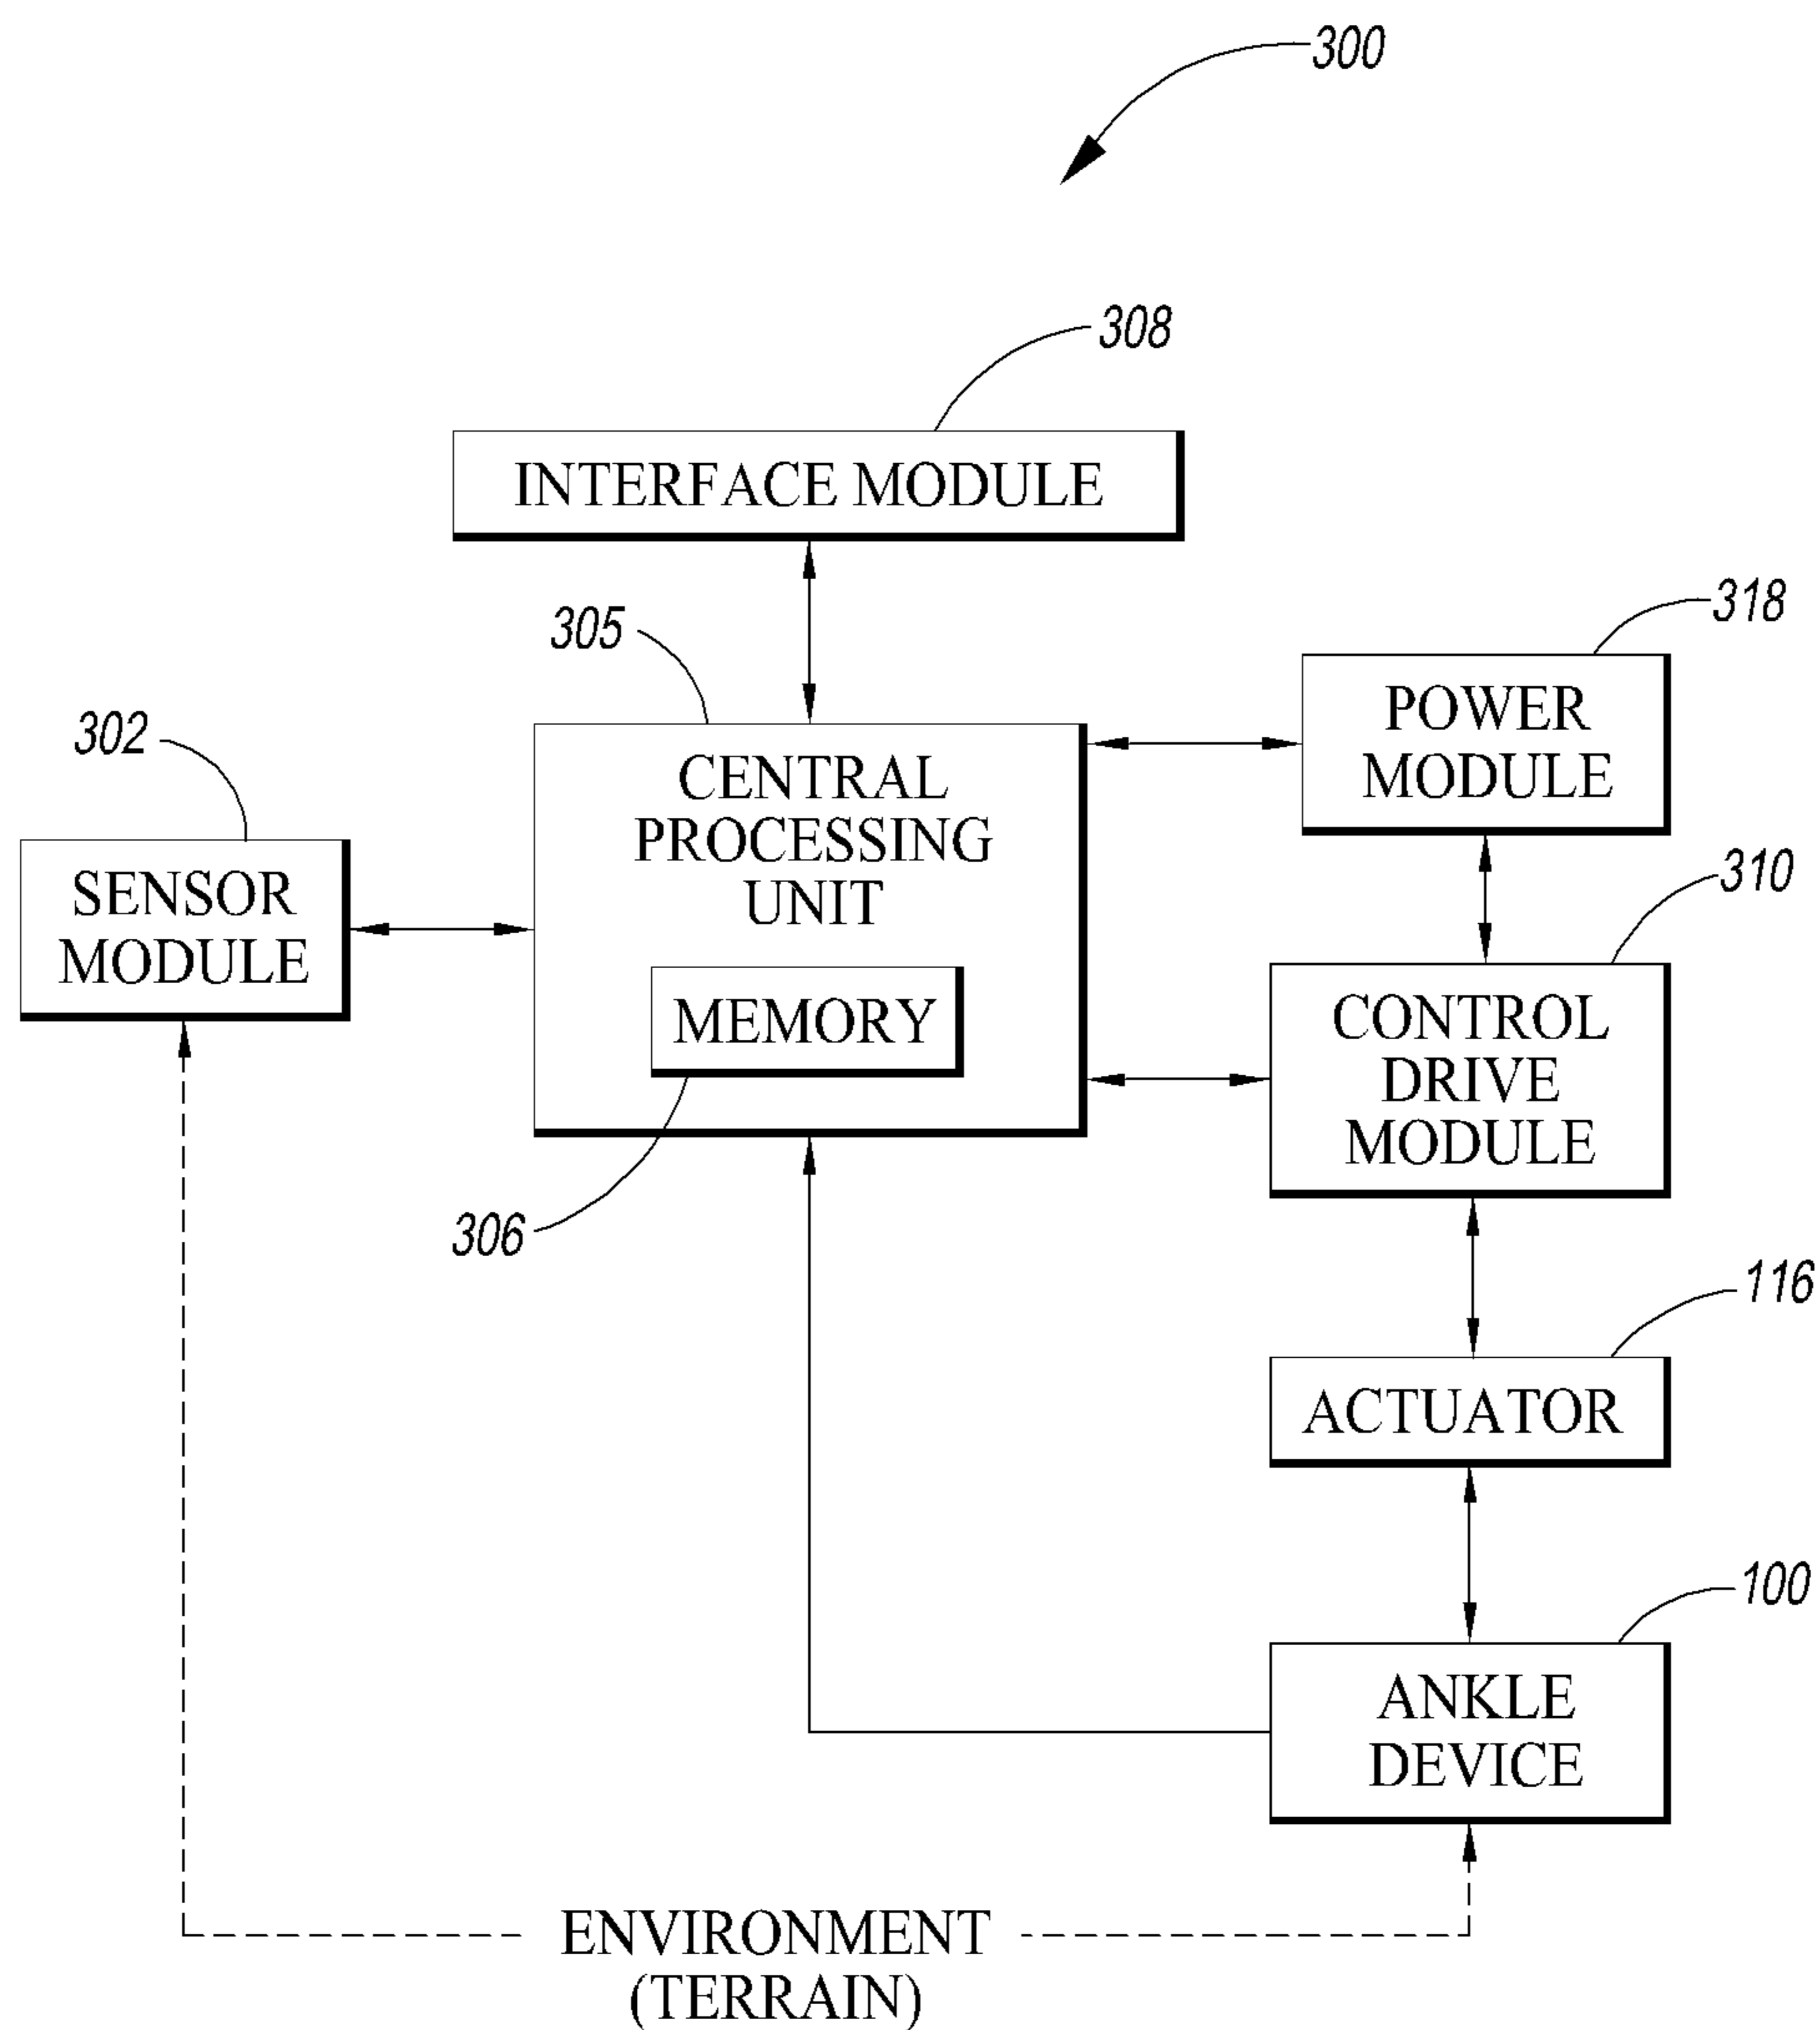 300
308
INTERFACE MODULE
305
318
POWER
MODULE
302
CENTRAL
PROCESSING
UNIT
SENSOR
MODULE
310
MEMORY
CONTROL
DRIVE
MODULE
306
116
ACTUATOR
100
ANKLE
DEVICE
ENVIRONMENT
(TERRAIN)